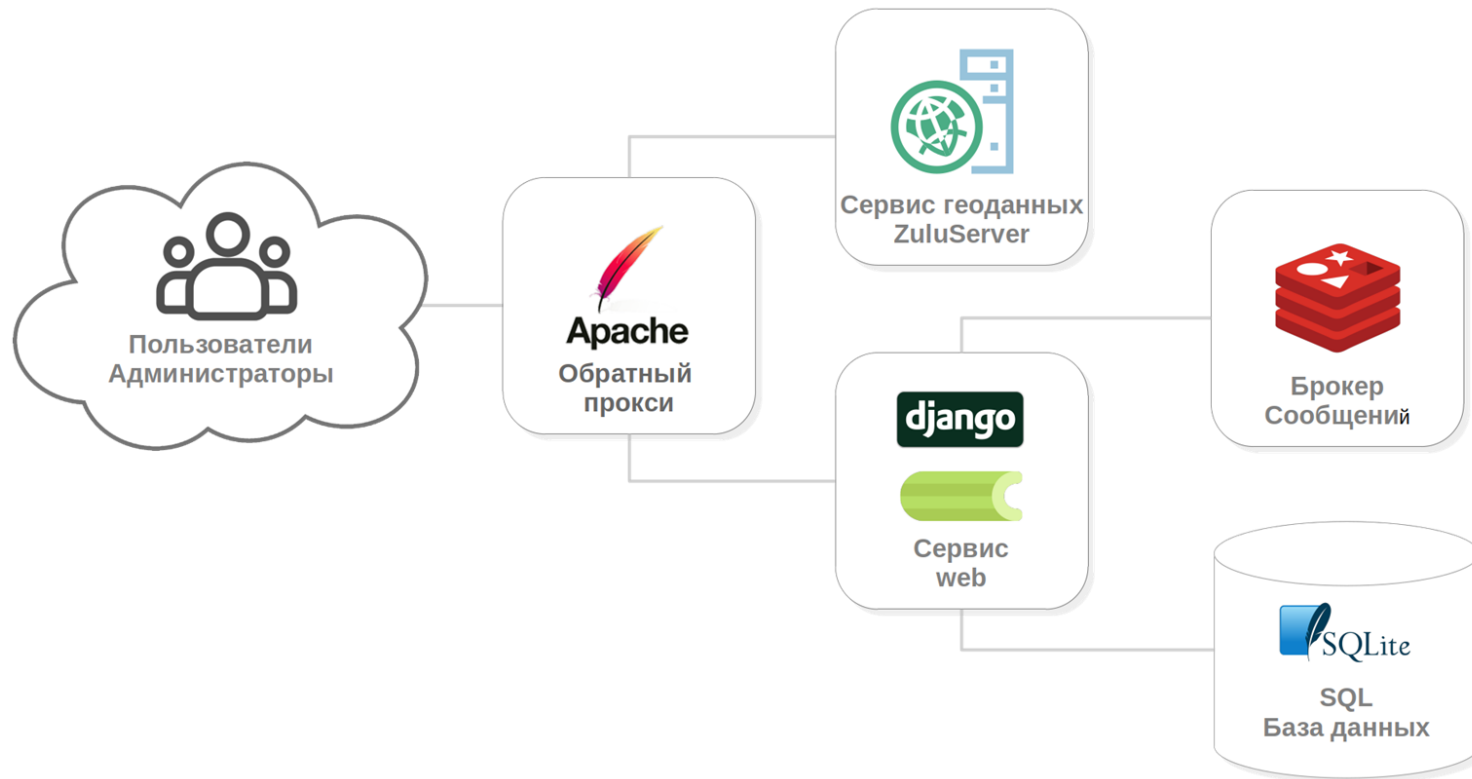 Сервис геоданных
ZuluServer
Пользователи
Администраторы
Apache
Обратный
прокси
django
Сервис
web
Брокер
Сообщений
SQLite
SQL
База данных